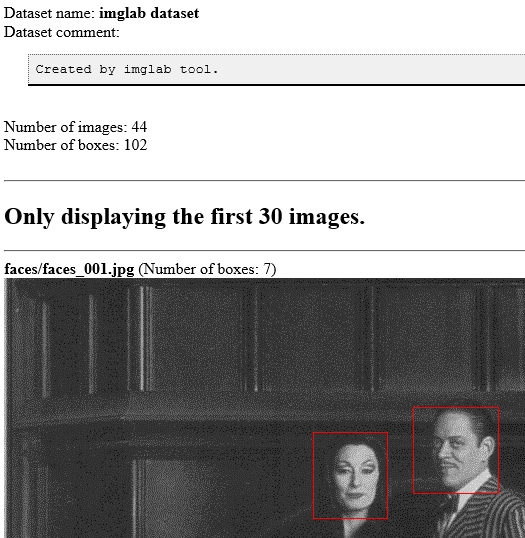 Dataset name: imglab dataset
Dataset comment:
Created by imglab tool.
Number of images: 44
Number of boxes: 102
Only displaying the first 30 images.
faces/faces_001.jpg (Number of boxes: 7)